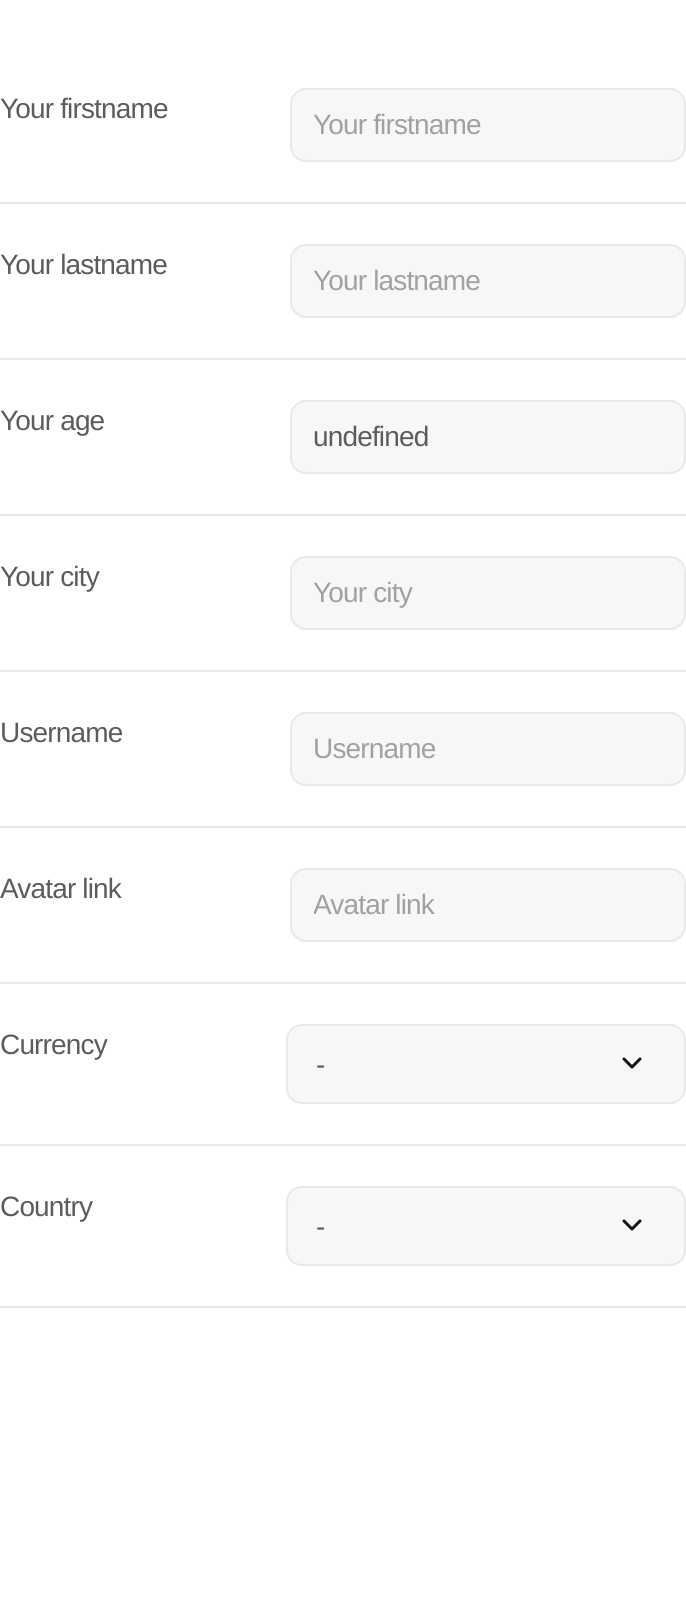 Your firstname
Your firstname
Your lastname
Your lastname
Your age
undefined
Your city
Your city
Username
Username
Avatar link
Avatar link
Currency
-
Country
-